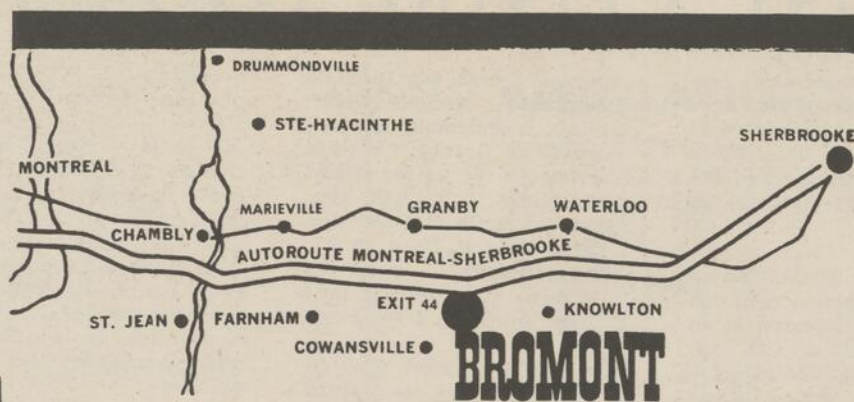 DRUMMONDVILLE
STE-HYACINTHE
SHERBROOKE
MONTREAL
MARIEVILLE
GRANBY
WATERLOO
CHAMBLY
AUTOROUTE MONTREAL-SHERBROOKE
EXIT 44
KNOWLTON
ST. JEAN
FARNHAM
COWANSVILLE
BROMONT